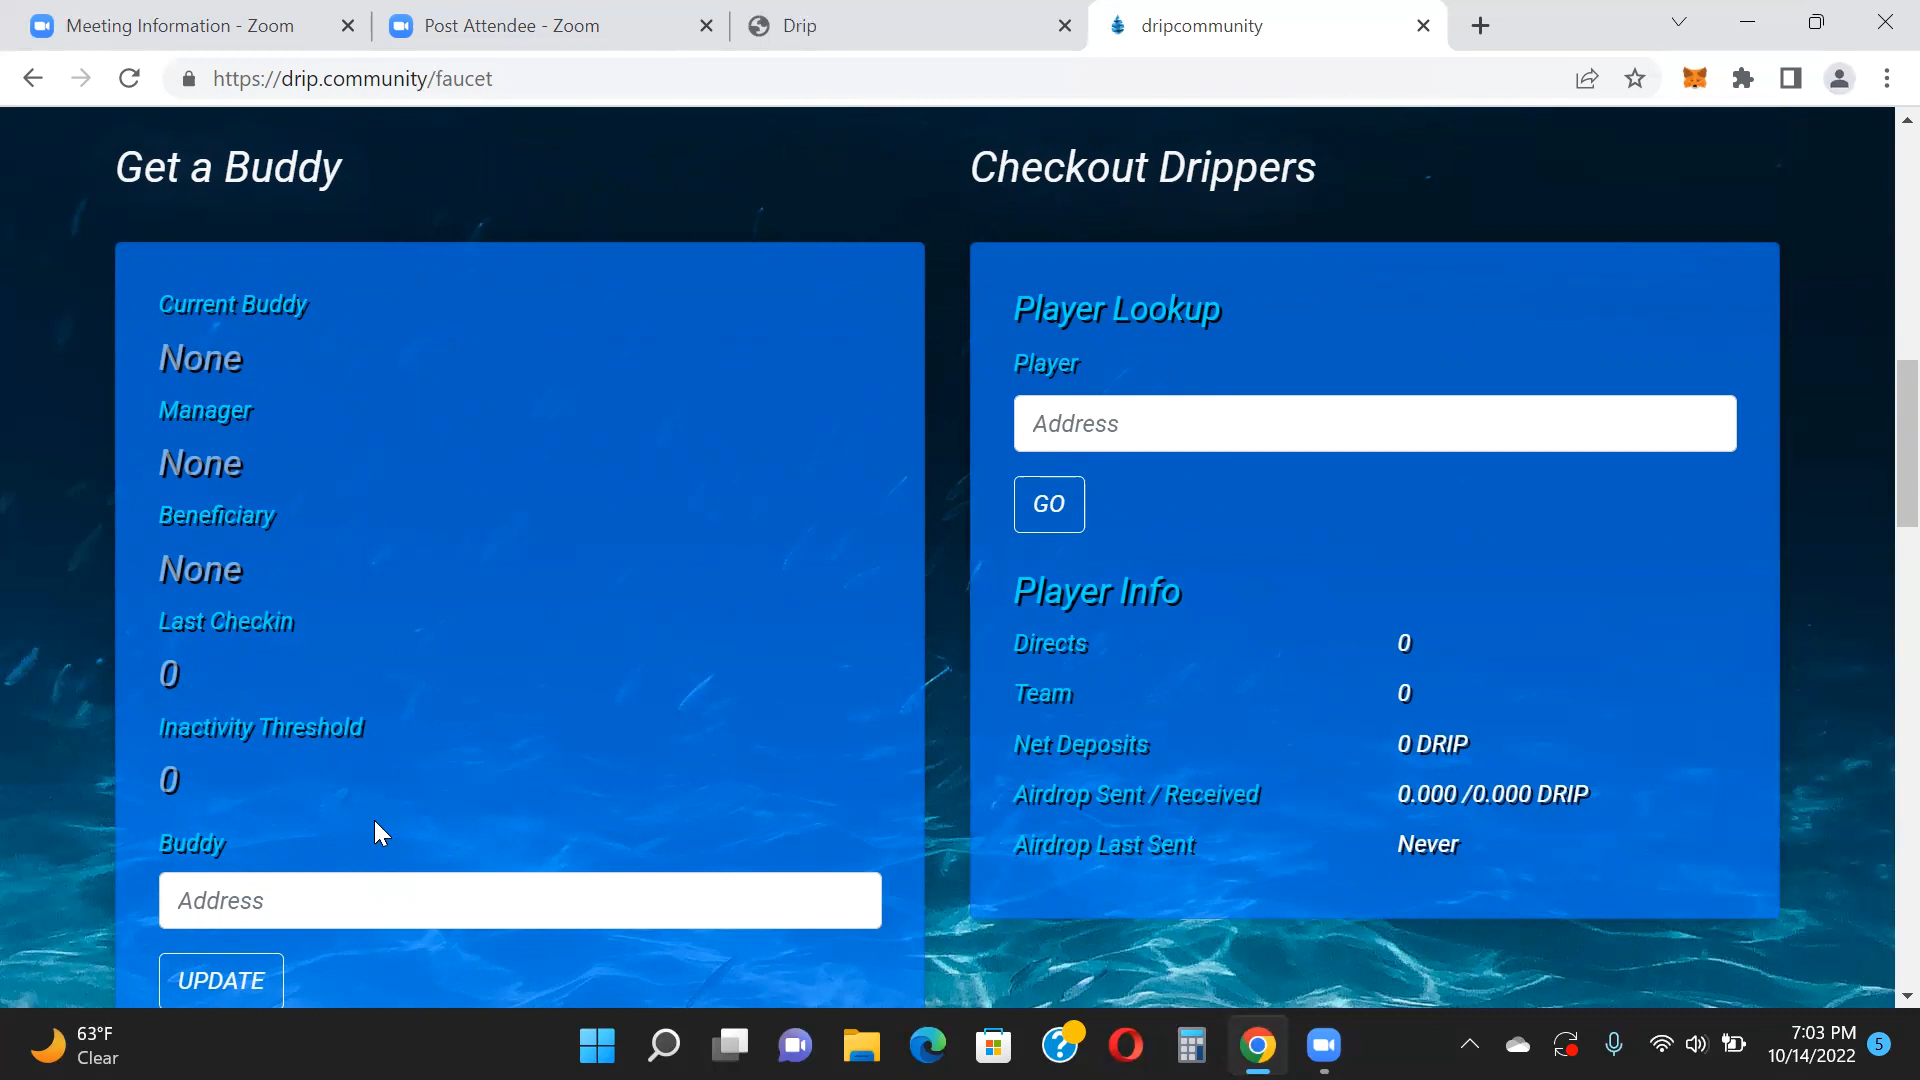 Meeting Information - Zoom
Post Attendee - Zoom
Drip
dripcommunity
https://drip.community/faucet
Get a Buddy
Current Buddy
None
Manager
None
Beneficiary
None
Last Checkin
0
Inactivity Threshold
0
Buddy
Address
UPDATE
Checkout Drippers
Player Lookup
Player
Address
GO
Player Info
Directs 0
Team 0
Net Deposits 0 DRIP
Airdrop Sent / Received 0.000 /0.000 DRIP
Airdrop Last Sent Never
63°F
Clear
7:03 PM
10/14/2022
5